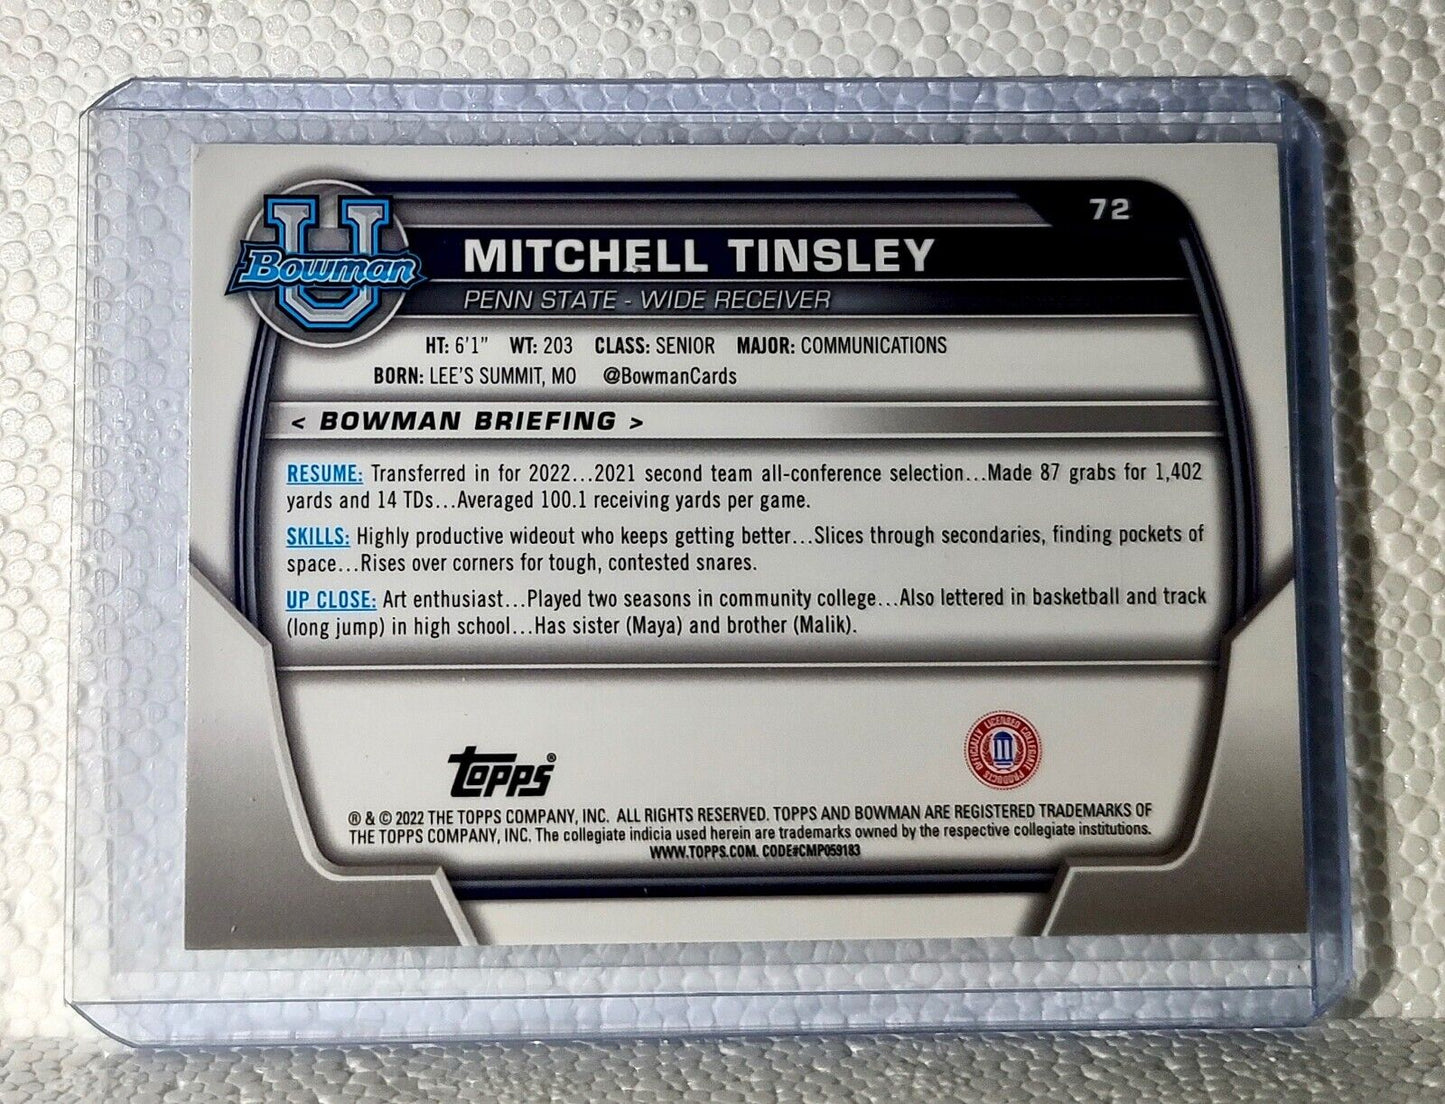 72
U
Bowman
MITCHELL TINSLEY
PENN STATE - WIDE RECEIVER
HT: 6'1" WT: 203 CLASS: SENIOR MAJOR: COMMUNICATIONS
BORN: LEE'S SUMMIT, MO @BowmanCards
< BOWMAN BRIEFING >
RESUME: Transferred in for 2022...2021 second team all-conference selection...Made 87 grabs for 1,402
yards and 14 TDs...Averaged 100.1 receiving yards per game.
SKILLS: Highly productive wideout who keeps getting better...Slices through secondaries, finding pockets of
space...Rises over corners for tough, contested snares.
UP CLOSE: Art enthusiast...Played two seasons in community college...Also lettered in basketball and track
(long jump) in high school...Has sister (Maya) and brother (Malik).
topps®
OFFICIALLY LICENSED COLLEGIATE PRODUCTS
® & © 2022 THE TOPPS COMPANY, INC. ALL RIGHTS RESERVED. TOPPS AND BOWMAN ARE REGISTERED TRADEMARKS OF
THE TOPPS COMPANY, INC. The collegiate indicia used herein are trademarks owned by the respective collegiate institutions.
WWW.TOPPS.COM. CODE#CMP059183